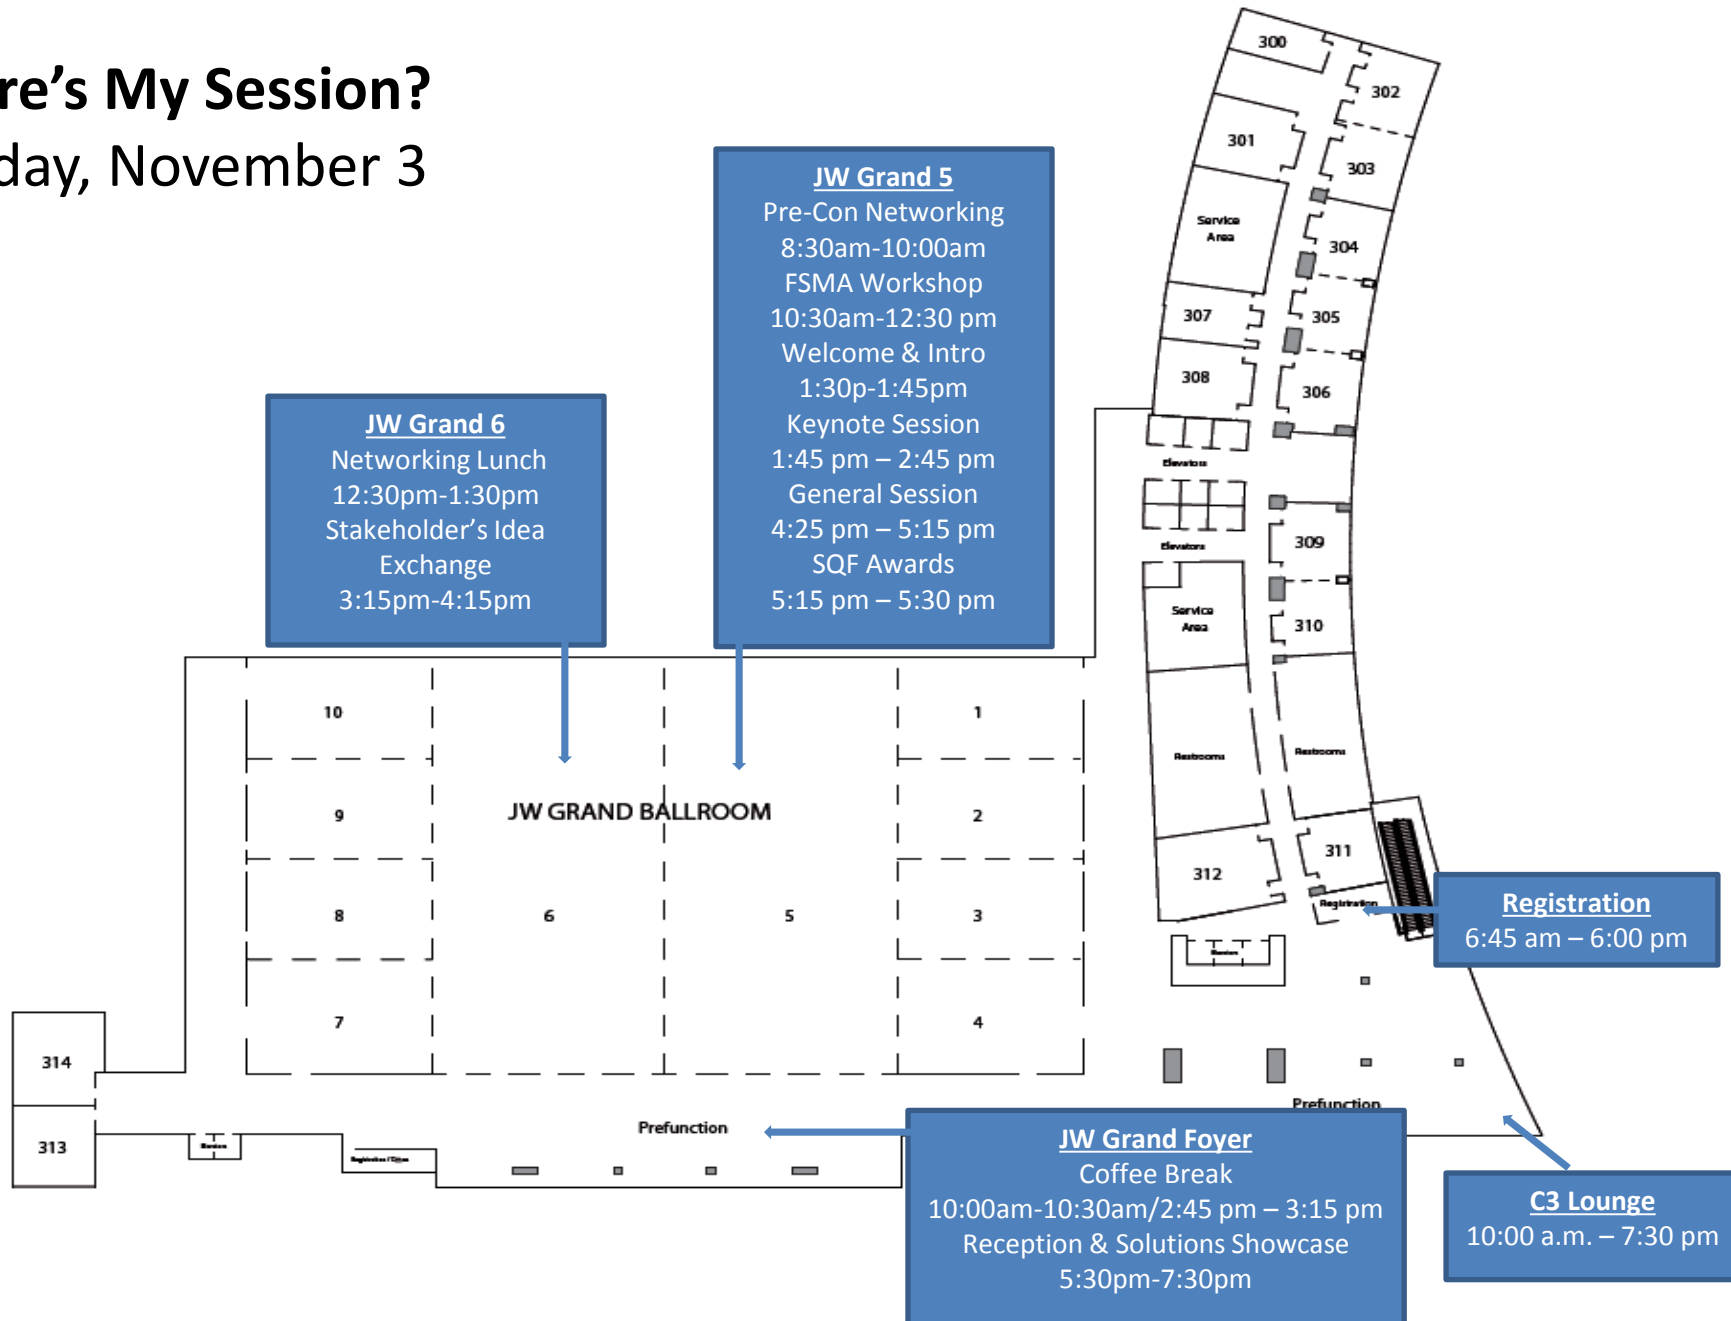 re's My Session?
day, November 3
JW Grand 5
Pre-Con Networking
8:30am-10:00am
FSMA Workshop
10:30am-12:30 pm
Welcome & Intro
1:30p-1:45pm
Keynote Session
1:45 pm – 2:45 pm
General Session
4:25 pm – 5:15 pm
SQF Awards
5:15 pm – 5:30 pm
JW Grand 6
Networking Lunch
12:30pm-1:30pm
Stakeholder's Idea
Exchange
3:15pm-4:15pm
300
302
301
303
Service
Area
304
307
305
308
306
Elevators
Elevators
309
Service
Area
310
Restrooms
Restrooms
311
312
Registration
Registration
6:45 am – 6:00 pm
10
1
9
JW GRAND BALLROOM
2
8
6
5
3
7
4
314
313
Prefunction
Prefunction
JW Grand Foyer
Coffee Break
10:00am-10:30am/2:45 pm – 3:15 pm
Reception & Solutions Showcase
5:30pm-7:30pm
C3 Lounge
10:00 a.m. – 7:30 pm